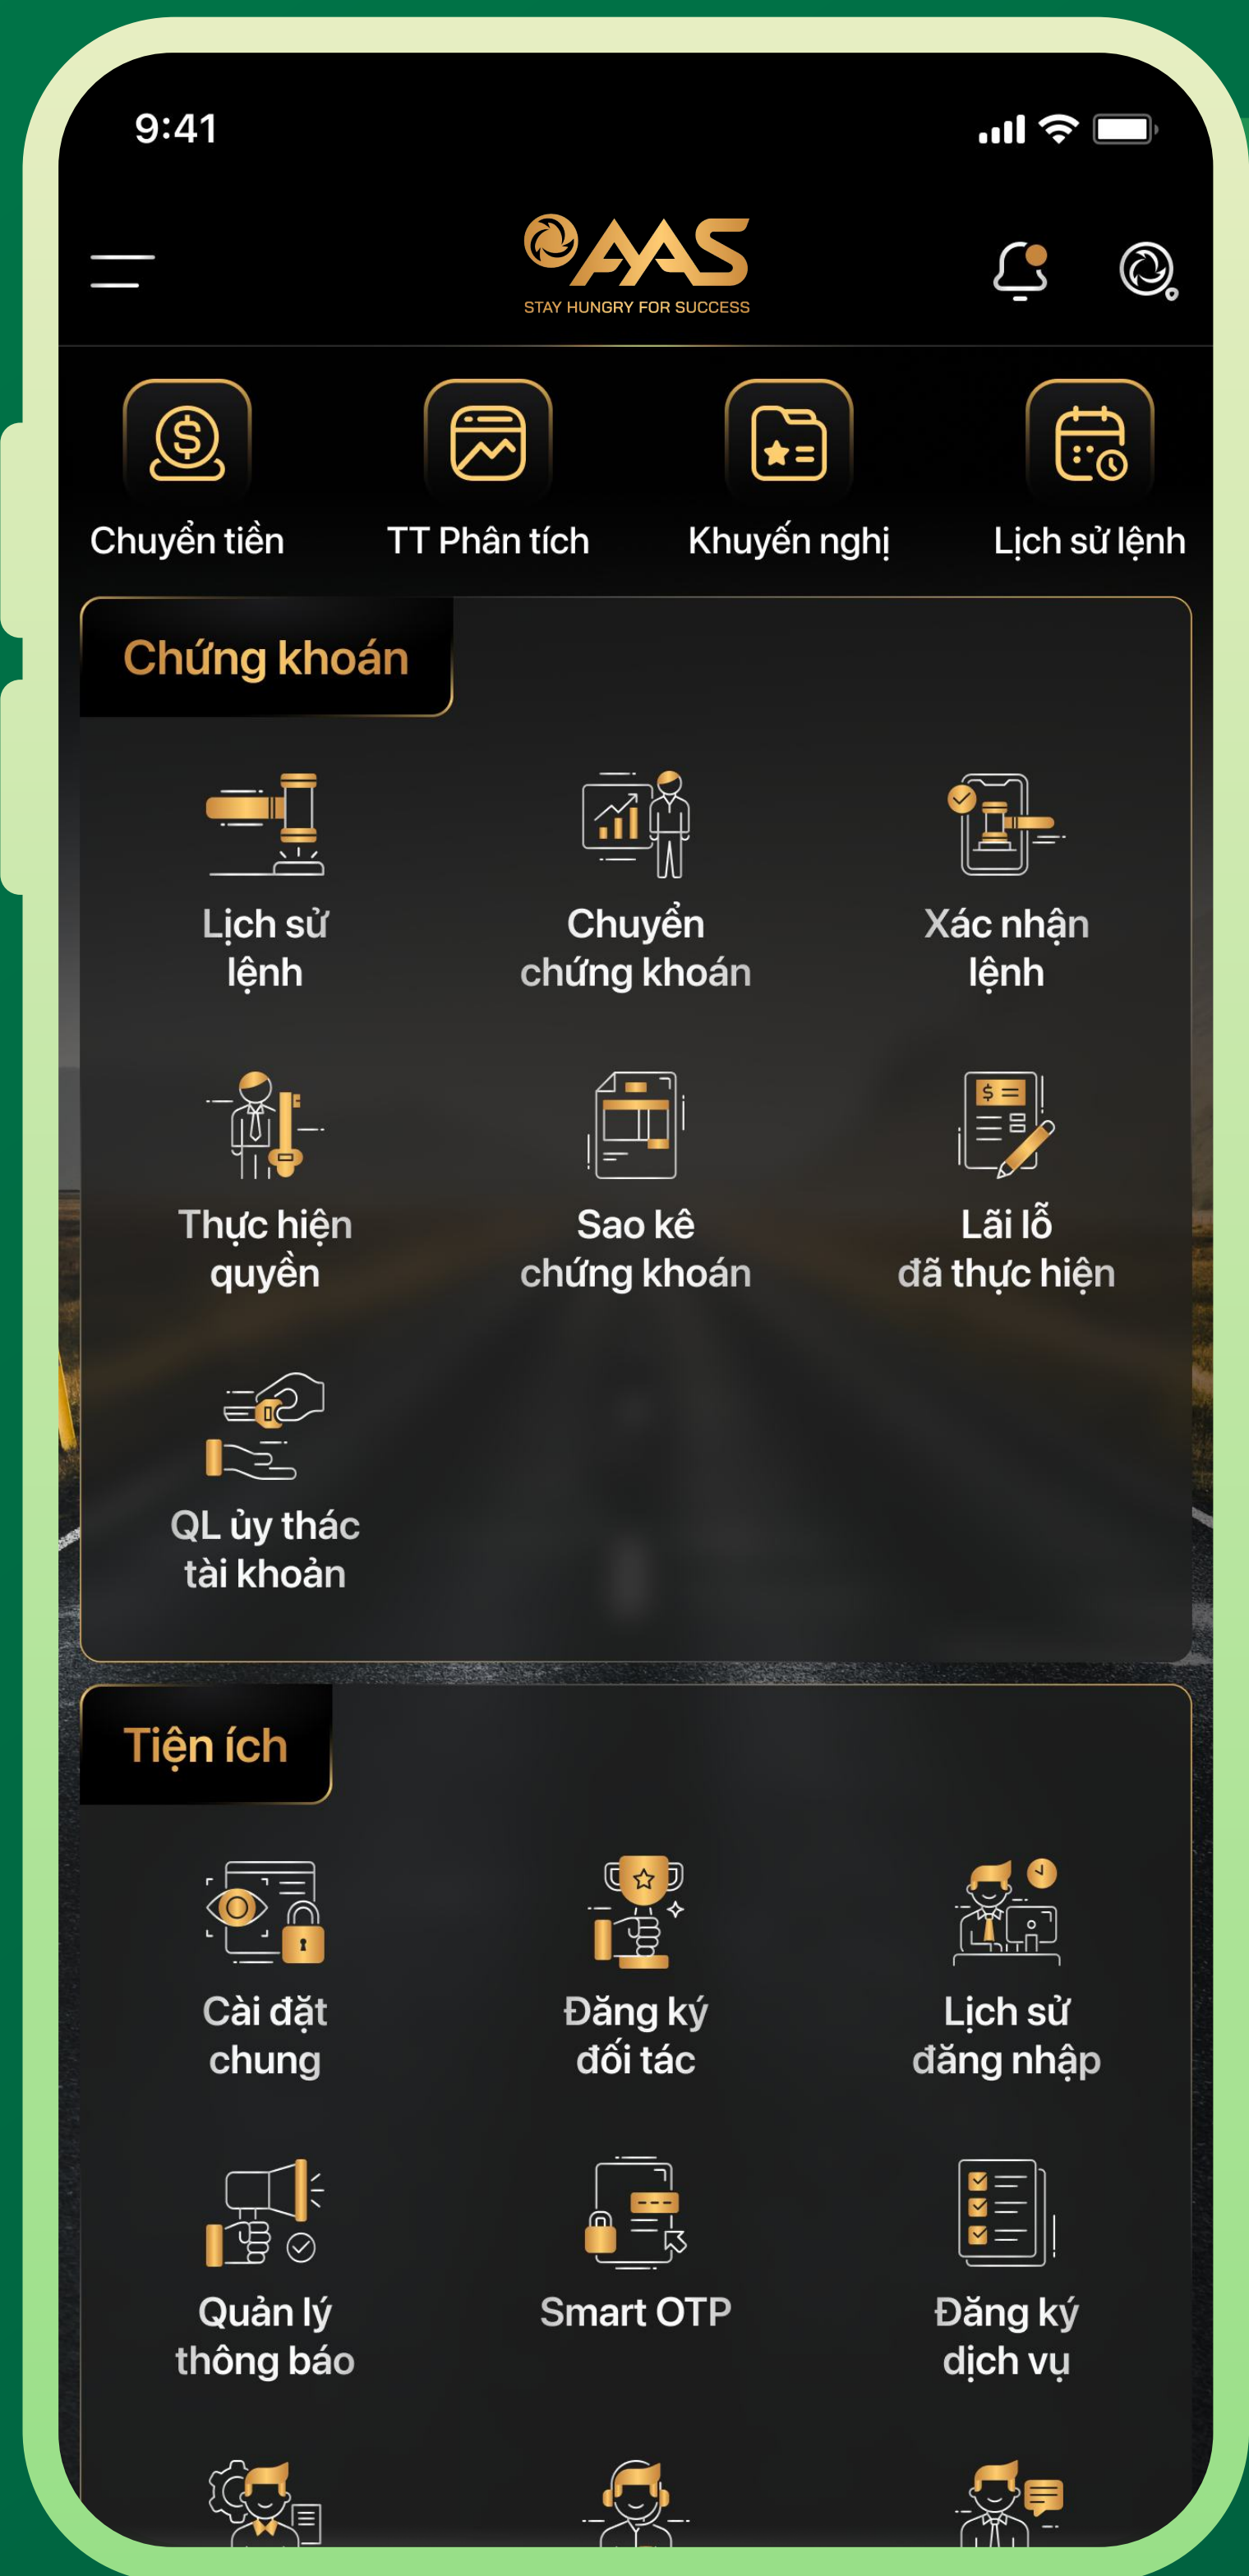 9:41
AAS
STAY HUNGRY FOR SUCCESS
Chuyển tiền
TT Phân tích
Khuyến nghị
Lịch sử lệnh
Chứng khoán
Lịch sử
lệnh
Chuyển
chứng khoán
Xác nhận
lệnh
Thực hiện
quyền
Sao kê
chứng khoán
Lãi lỗ
đã thực hiện
QL ủy thác
tài khoản
Tiện ích
Cài đặt
chung
Đăng ký
đối tác
Lịch sử
đăng nhập
Quản lý
thông báo
Smart OTP
Đăng ký
dịch vụ